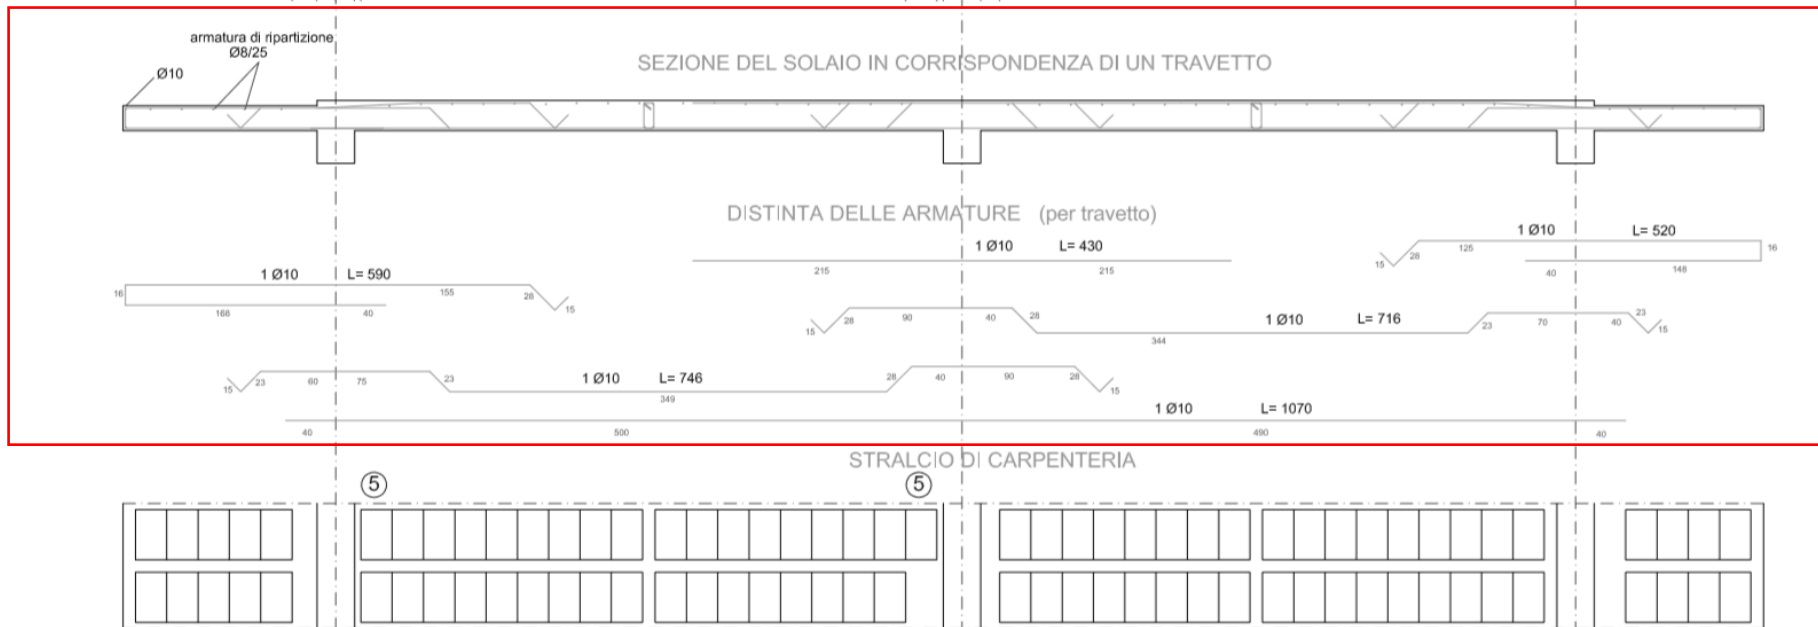 armatura di ripartizione
Ø8/25
Ø10
SEZIONE DEL SOLAIO IN CORRISPONDENZA DI UN TRAVETTO
DISTINTA DELLE ARMATURE (per travetto)
1 Ø10 L= 430
215 215
1 Ø10 L= 520
15 28 125 16
40 148
1 Ø10 L= 590
16 155 28 15
168 40
1 Ø10 L= 716
15 28 90 40 28
344
23 70 40 23 15
1 Ø10 L= 746
15 23 60 75 23
349
28 40 90 28 15
1 Ø10 L= 1070
40 500 490 40
STRALCIO DI CARPENTERIA
5 5